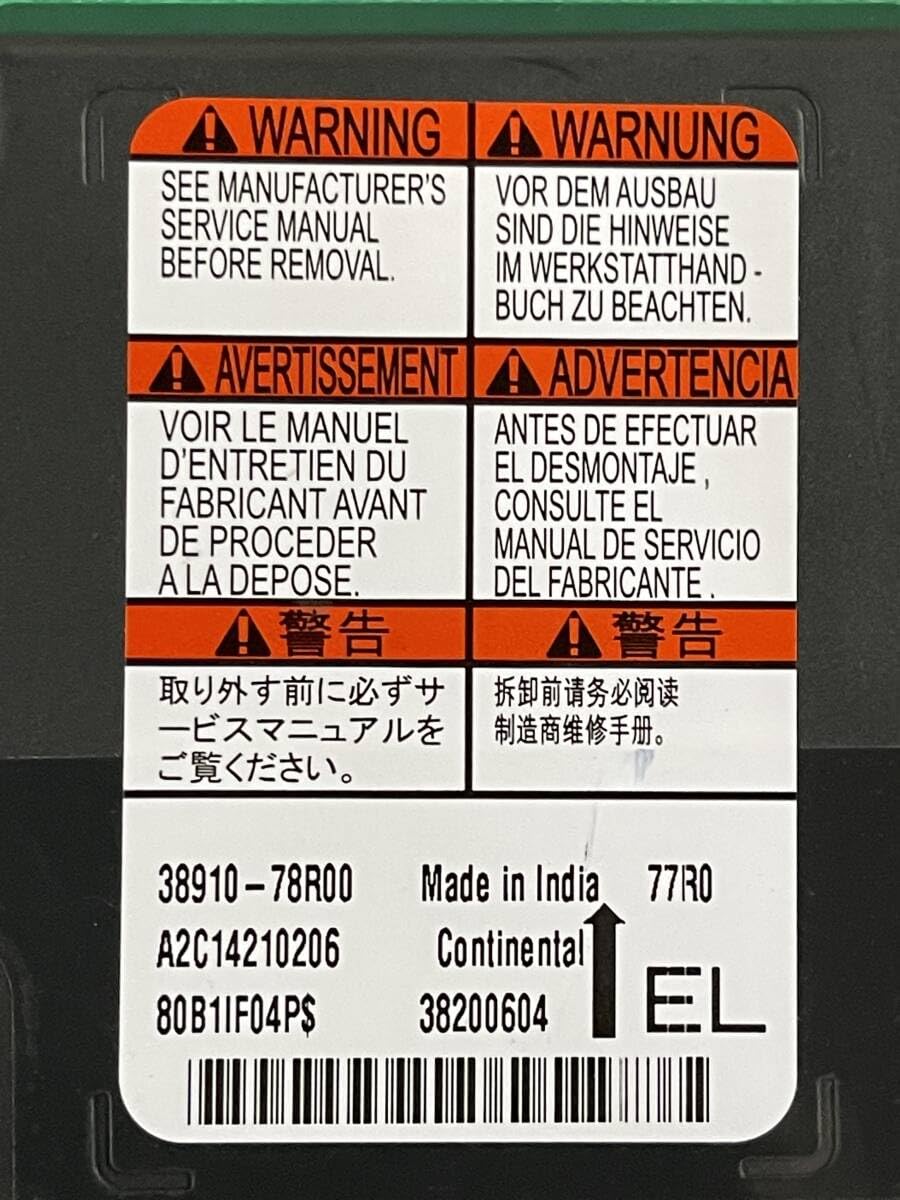 WARNING
SEE MANUFACTURER'S
SERVICE MANUAL
BEFORE REMOVAL.
WARNUNG
VOR DEM AUSBAU
SIND DIE HINWEISE
IM WERKSTATTHAND -
BUCH ZU BEACHTEN.
AVERTISSEMENT
VOIR LE MANUEL
D'ENTRETIEN DU
FABRICANT AVANT
DE PROCEDER
A LA DEPOSE.
ADVERTENCIA
ANTES DE EFECTUAR
EL DESMONTAJE ,
CONSULTE EL
MANUAL DE SERVICIO
DEL FABRICANTE .
警告
取り外す前に必ずサ
ービスマニュアルを
ご覧ください。
警告
拆卸前请务必阅读
制造商维修手册。
38910-78R00 Made in India 77R0
A2C14210206 Continental
80B1IF04P$ 38200604 EL